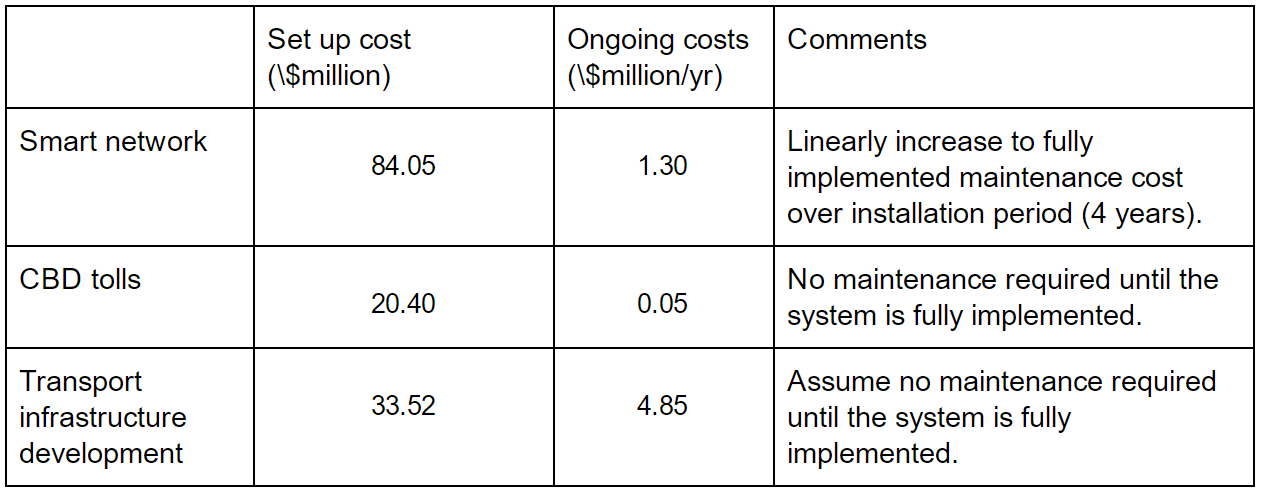 Set up cost
(\$million)
Ongoing costs
(\$million/yr)
Comments
Smart network
84.05
1.30
Linearly increase to fully
implemented maintenance cost
over installation period (4 years).
CBD tolls
20.40
0.05
No maintenance required until the
system is fully implemented.
Transport
infrastructure
development
33.52
4.85
Assume no maintenance required
until the system is fully
implemented.